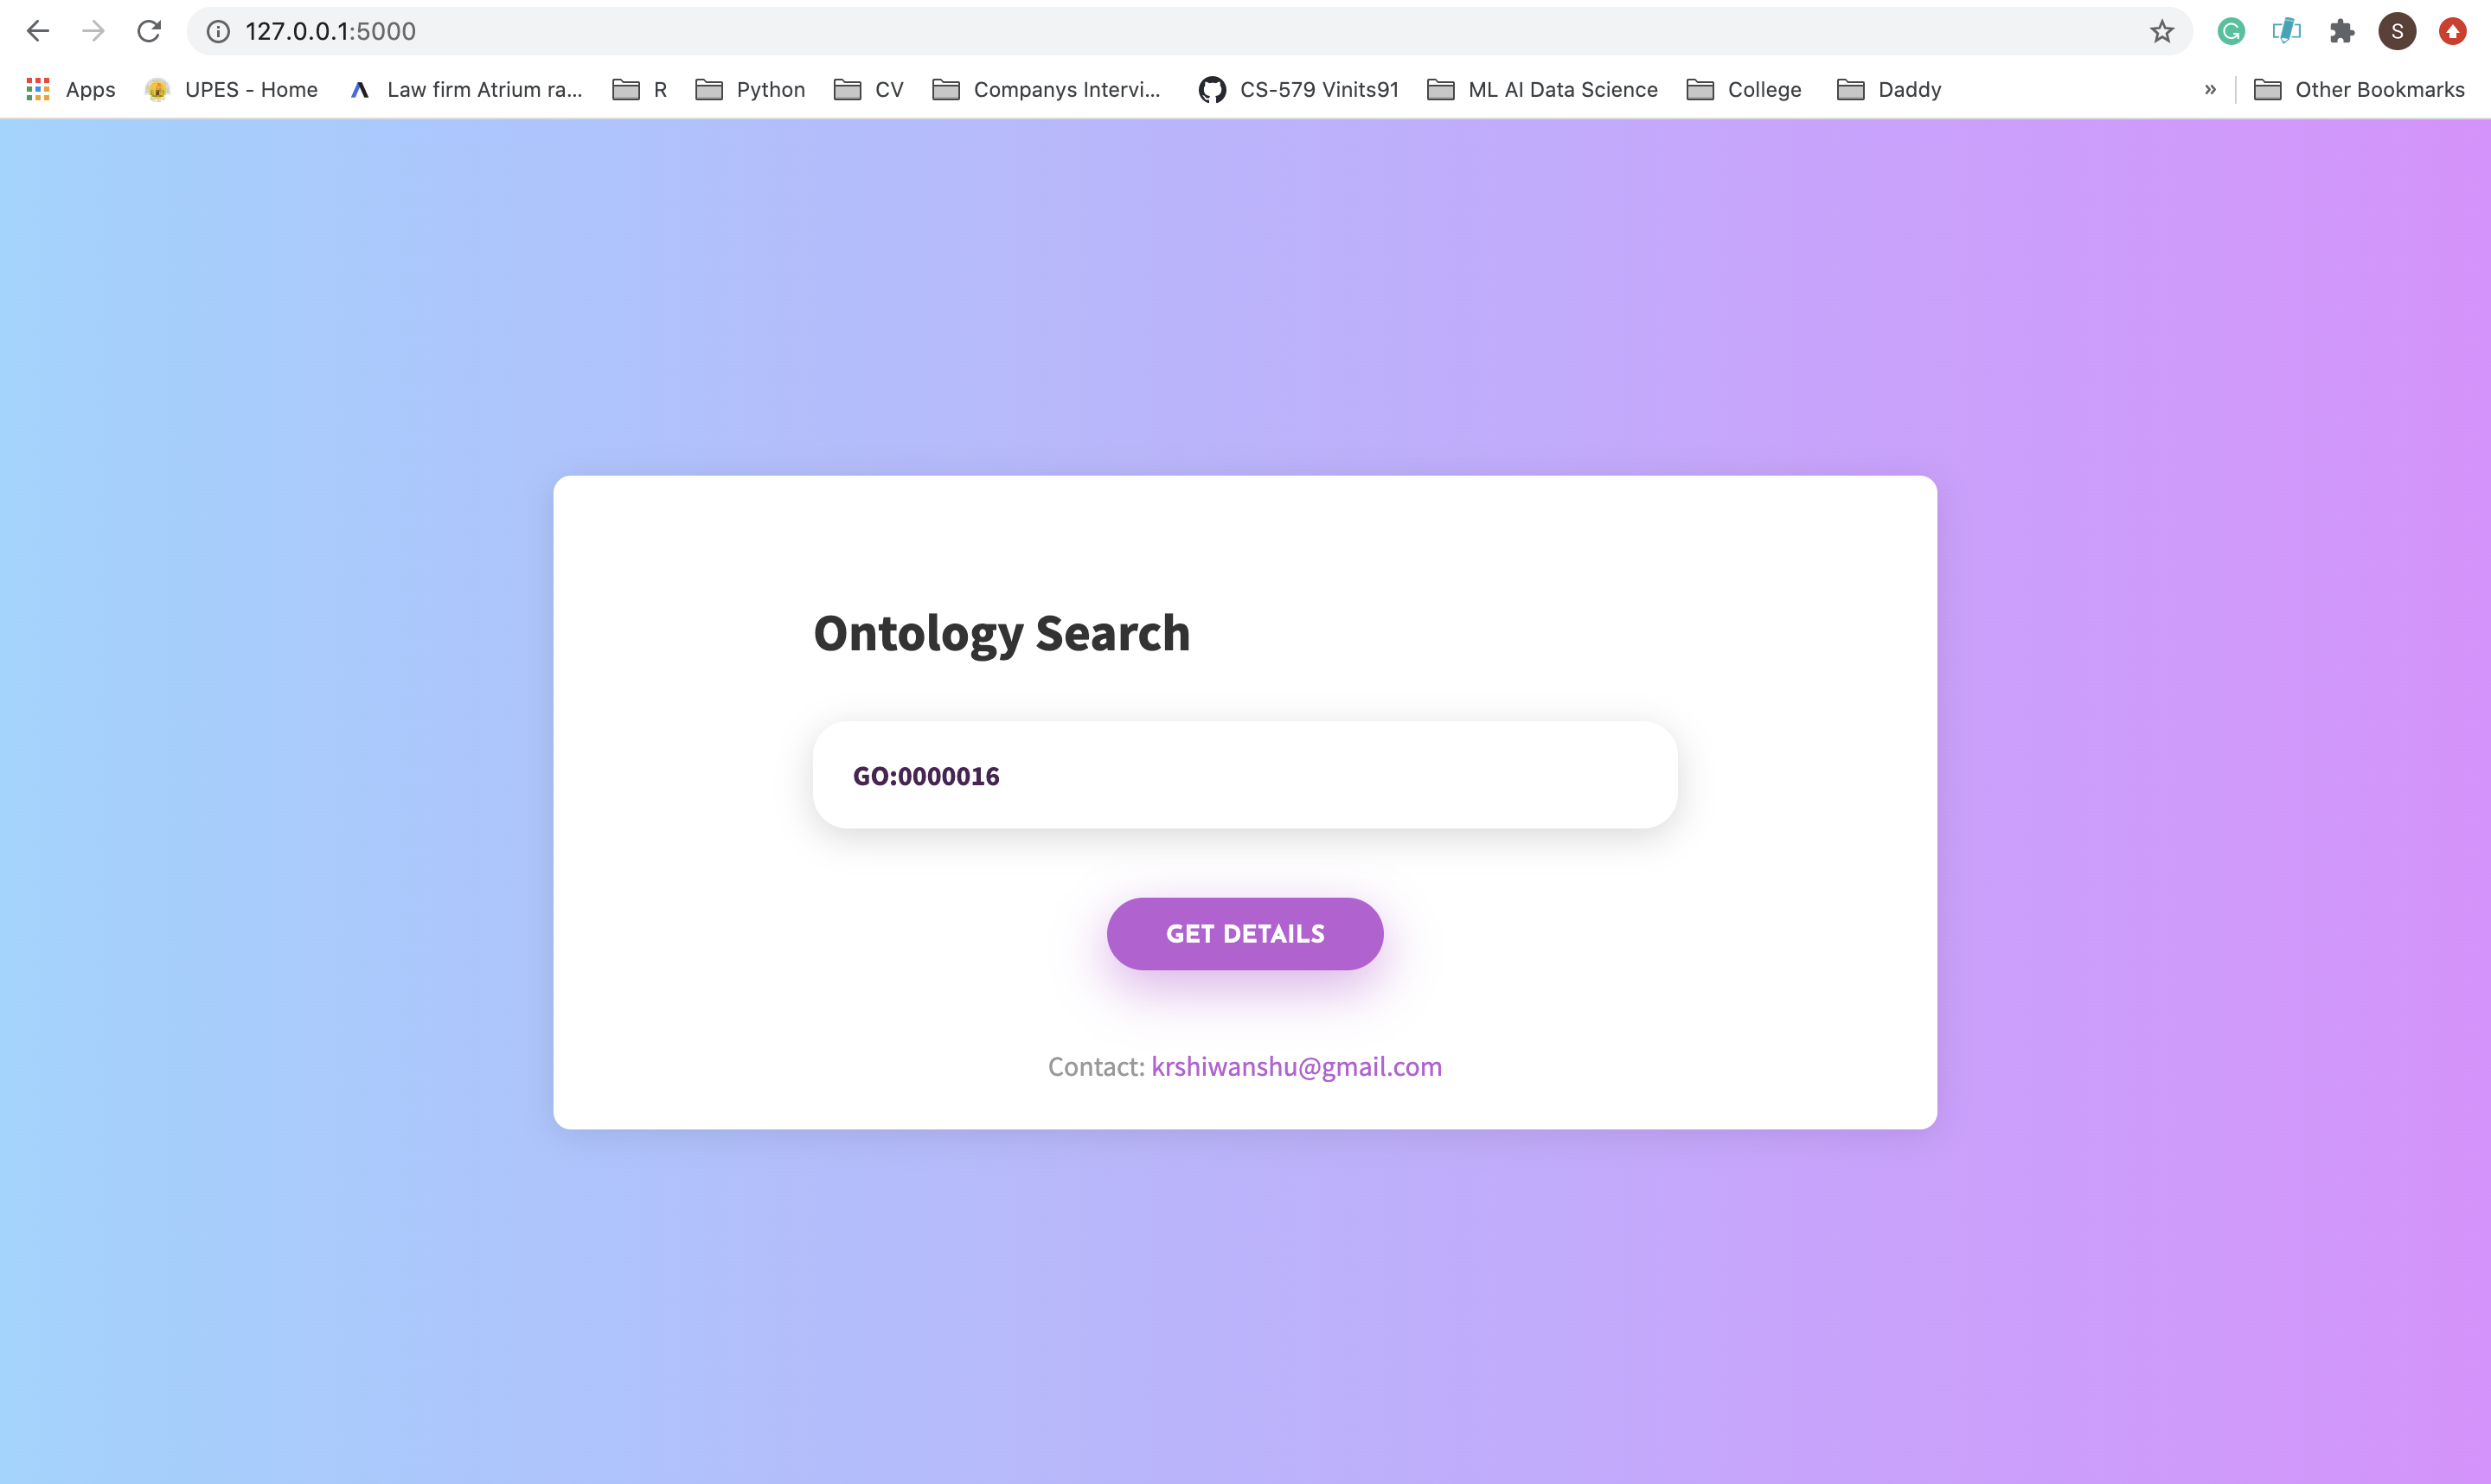 127.0.0.1:5000
S
Apps UPES - Home Law firm Atrium ra... R Python CV Companys Intervi... CS-579 Vinits91 ML AI Data Science College Daddy » Other Bookmarks
Ontology Search
GO:0000016
GET DETAILS
Contact: krshiwanshu@gmail.com